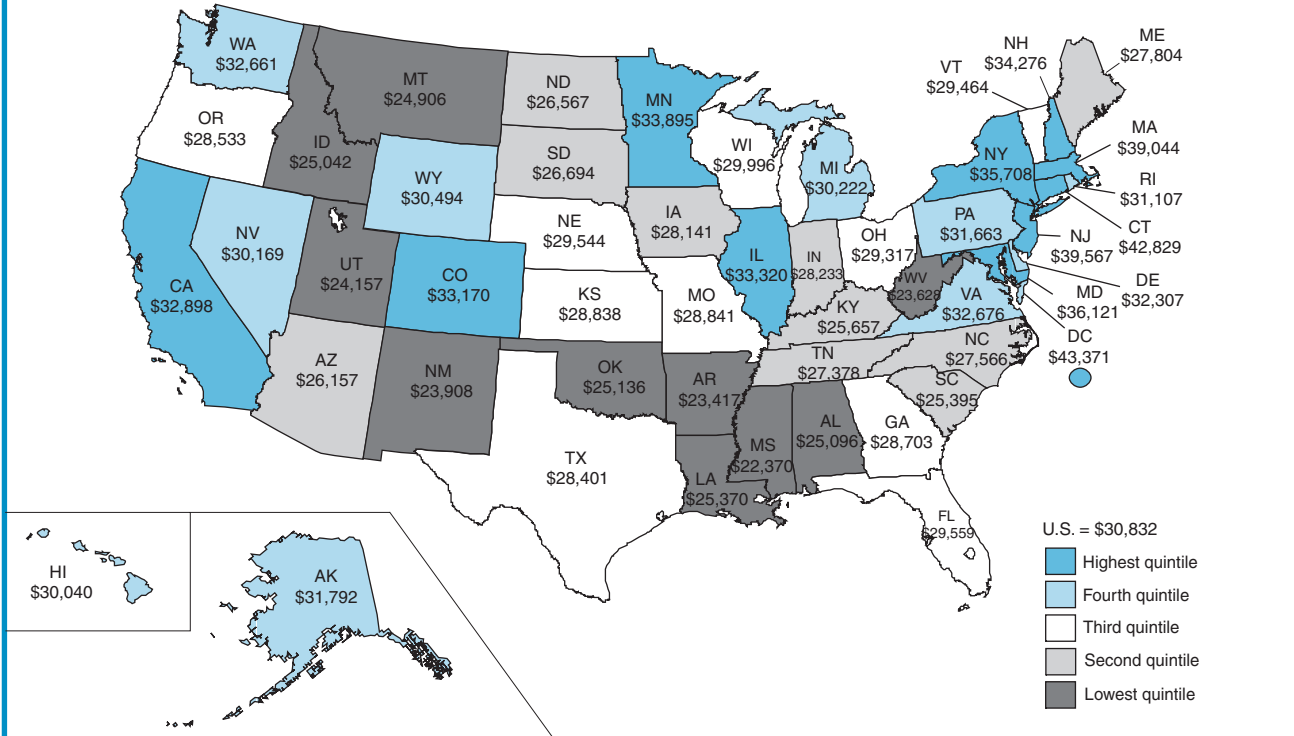 WA
$32,661
OR
$28,533
CA
$32,898
NV
$30,169
ID
$25,042
MT
$24,906
WY
$30,494
UT
$24,157
CO
$33,170
AZ
$26,157
NM
$23,908
ND
$26,567
SD
$26,694
NE
$29,544
KS
$28,838
OK
$25,136
TX
$28,401
MN
$33,895
IA
$28,141
MO
$28,841
AR
$23,417
LA
$25,370
WI
$29,996
IL
$33,320
MI
$30,222
IN
$28,233
OH
$29,317
KY
$25,657
TN
$27,378
MS
$22,370
AL
$25,096
GA
$28,703
FL
$29,559
SC
$25,395
NC
$27,566
VA
$32,676
WV
$23,628
PA
$31,663
NY
$35,708
VT
$29,464
NH
$34,276
ME
$27,804
MA
$39,044
RI
$31,107
CT
$42,829
NJ
$39,567
DE
$32,307
MD
$36,121
DC
$43,371
HI
$30,040
AK
$31,792
U.S. = $30,832
Highest quintile
Fourth quintile
Third quintile
Second quintile
Lowest quintile